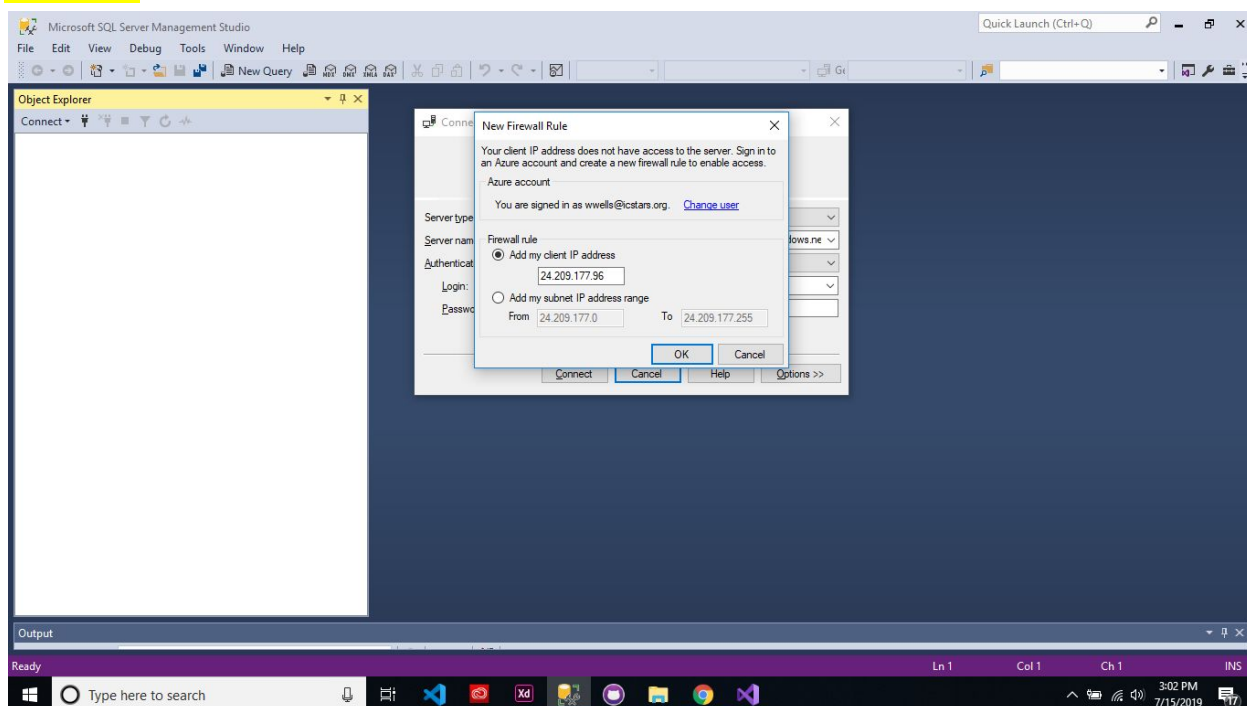 Microsoft SQL Server Management Studio
Quick Launch (Ctrl+Q)
File Edit View Debug Tools Window Help
New Query
MDX DMX XMLA DAX
Object Explorer
Connect
New Firewall Rule
Your client IP address does not have access to the server. Sign in to
an Azure account and create a new firewall rule to enable access.
Azure account
You are signed in as wwells@icstars.org. Change user
Server type
Server nam
Firewall rule
Add my client IP address
24.209.177.96
Authenticat
Login:
Add my subnet IP address range
Passwo
From 24.209.177.0 To 24.209.177.255
OK Cancel
Connect Cancel Help Options >>
Output
Ready Ln 1 Col 1 Ch 1 INS
Type here to search
Xd
3:02 PM
7/15/2019
17